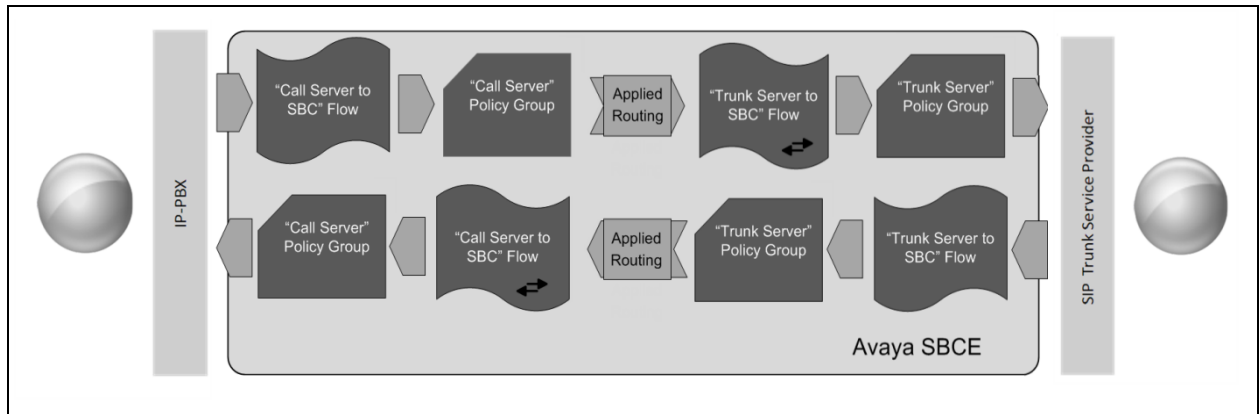 IP-PBX
“Call Server to
SBC” Flow
“Call Server”
Policy Group
Applied
Routing
“Trunk Server to
SBC” Flow
“Trunk Server”
Policy Group
“Call Server”
Policy Group
“Call Server to
SBC” Flow
Applied
Routing
“Trunk Server”
Policy Group
“Trunk Server to
SBC” Flow
Avaya SBCE
SIP Trunk Service Provider